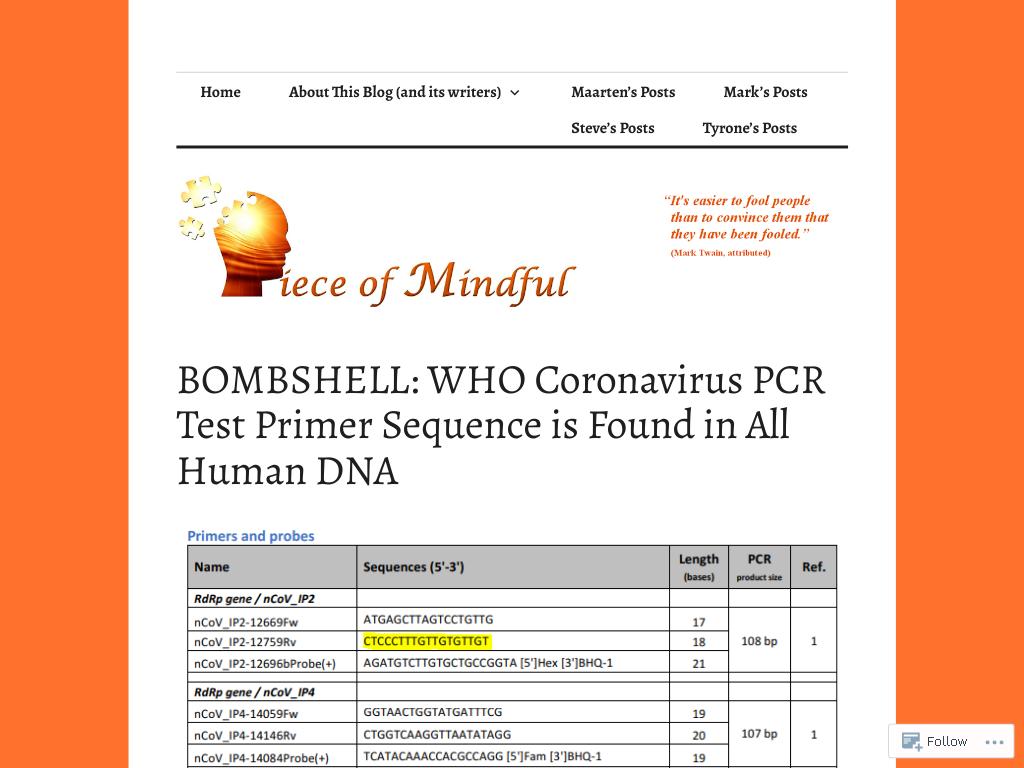 Home About This Blog (and its writers) Maarten's Posts Mark's Posts
Steve's Posts Tyrone's Posts
Piece of Mindful
“It's easier to fool people
than to convince them that
they have been fooled.”
(Mark Twain, attributed)
BOMBSHELL: WHO Coronavirus PCR
Test Primer Sequence is Found in All
Human DNA
Primers and probes
Name Sequences (5'-3') Length (bases) PCR product size Ref.
RdRp gene / nCoV_IP2
nCoV_IP2-12669Fw ATGAGCTTAGTCCTGTTG 17
nCoV_IP2-12759Rv CTCCCTTTGTTGTGTTGT 18 108 bp 1
nCoV_IP2-12696bProbe(+) AGATGTCTTGTGCTGCCGGTA [5']Hex [3']BHQ-1 21
RdRp gene / nCoV_IP4
nCoV_IP4-14059Fw GGTAACTGGTATGATTTCG 19
nCoV_IP4-14146Rv CTGGTCAAGGTTAATATAGG 20 107 bp 1
nCoV_IP4-14084Probe(+) TCATACAAACCACGCCAGG [5']Fam [3']BHQ-1 19
Follow